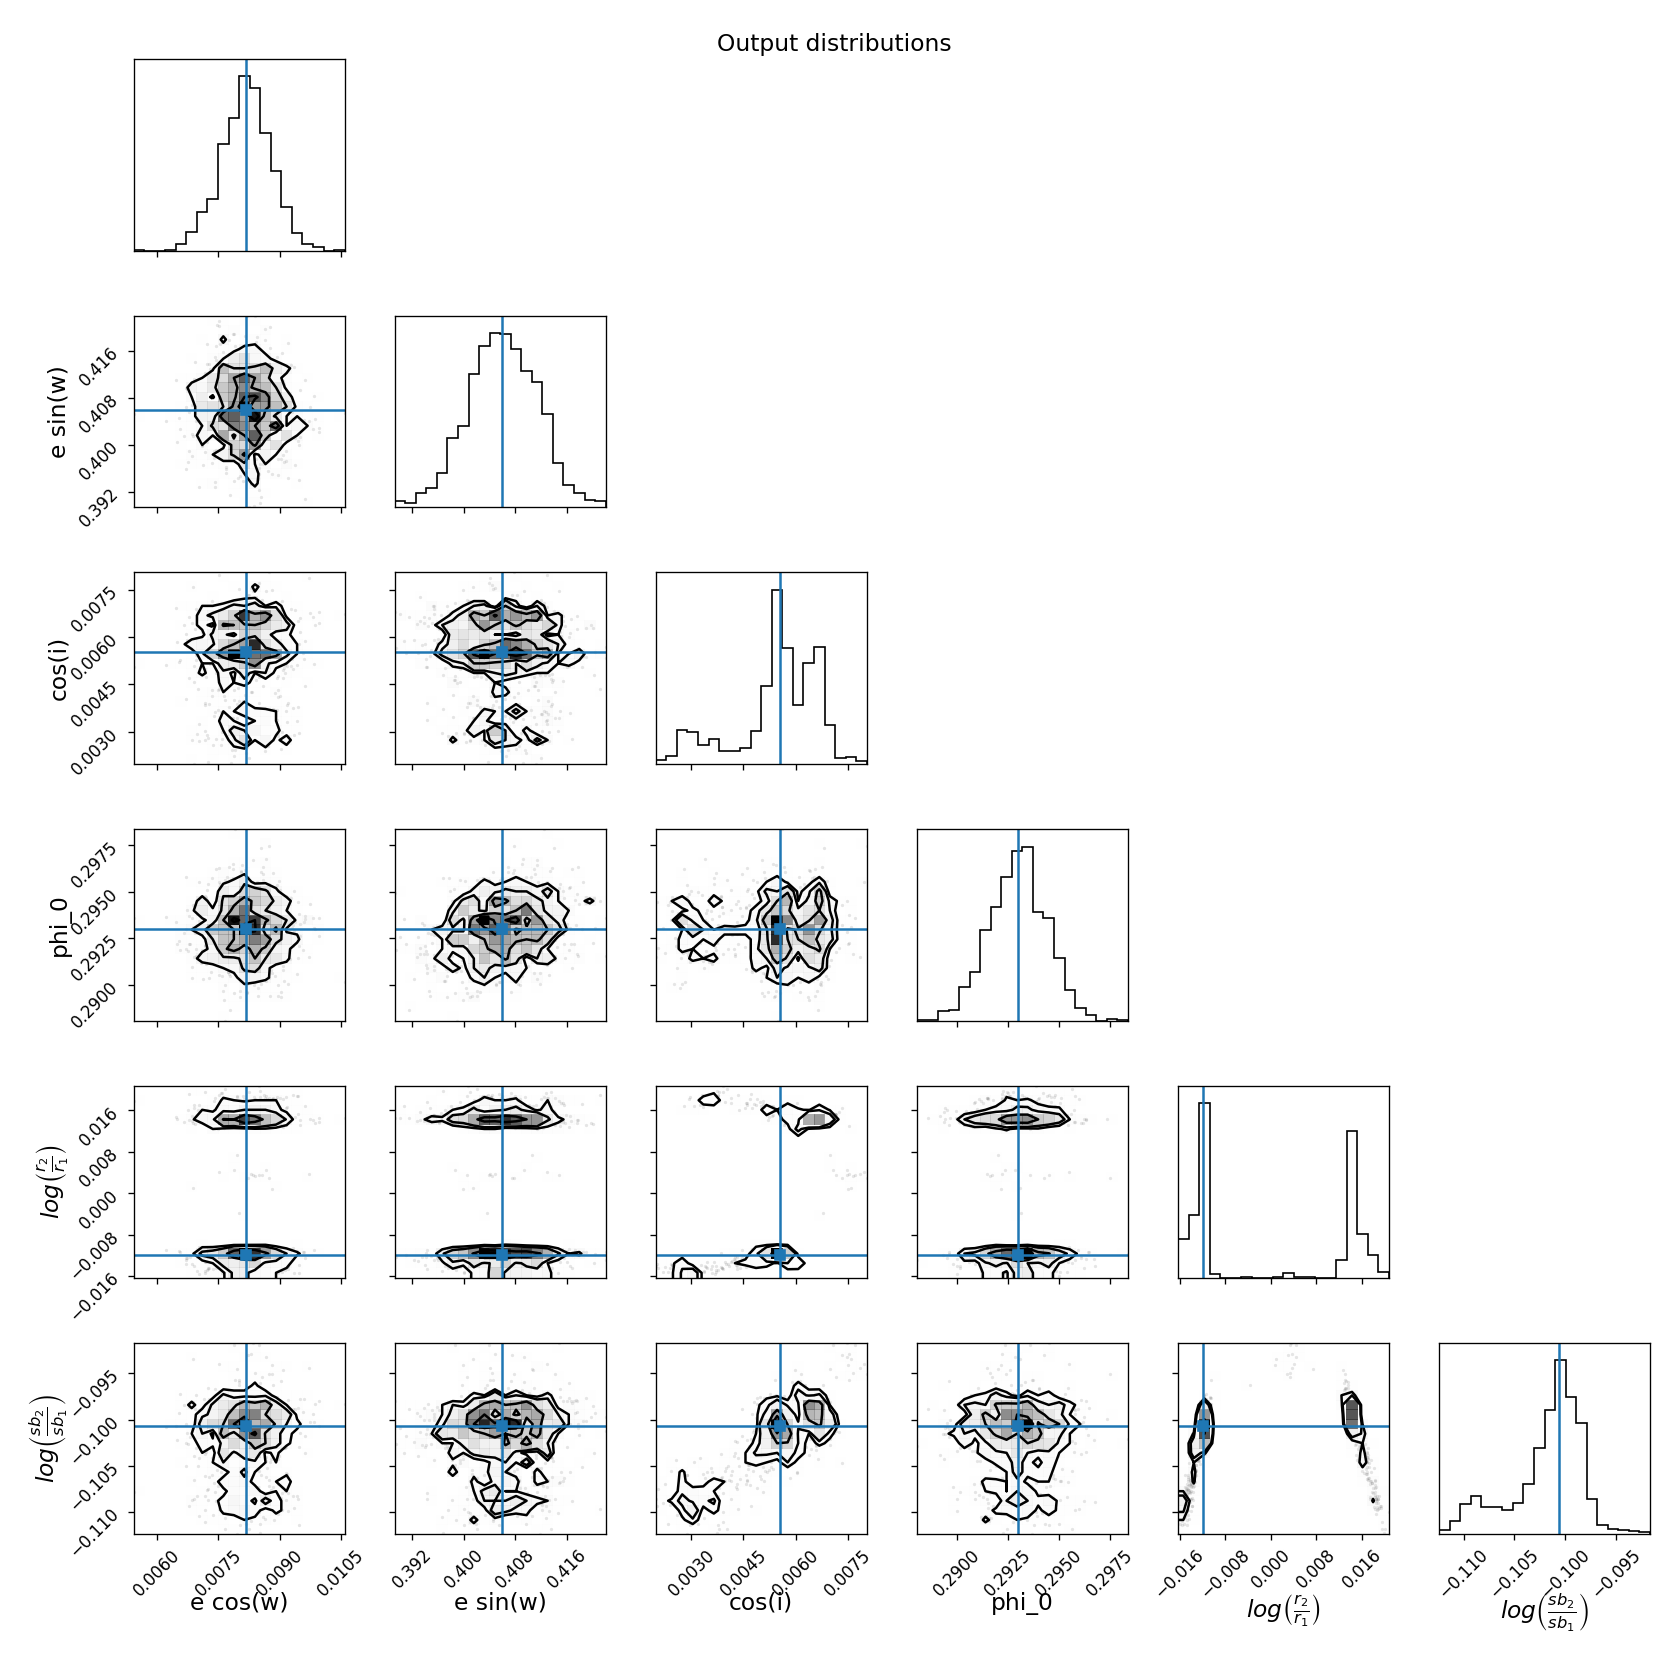 Output distributions
e sin(w)
0.416
0.408
0.400
0.392
cos(i)
0.0075
0.0060
0.0045
0.0030
phi_0
0.2975
0.2950
0.2925
0.2900
log(r₂/r₁)
0.016
0.008
0.000
−0.008
−0.016
log(sb₂/sb₁)
−0.095
−0.100
−0.105
−0.110
0.0060 0.0075 0.0090 0.0105
0.392 0.400 0.408 0.416
0.0030 0.0045 0.0060 0.0075
0.2900 0.2925 0.2950 0.2975
−0.016 −0.008 0.000 0.008 0.016
−0.110 −0.105 −0.100 −0.095
e cos(w) e sin(w) cos(i) phi_0 log(r₂/r₁) log(sb₂/sb₁)